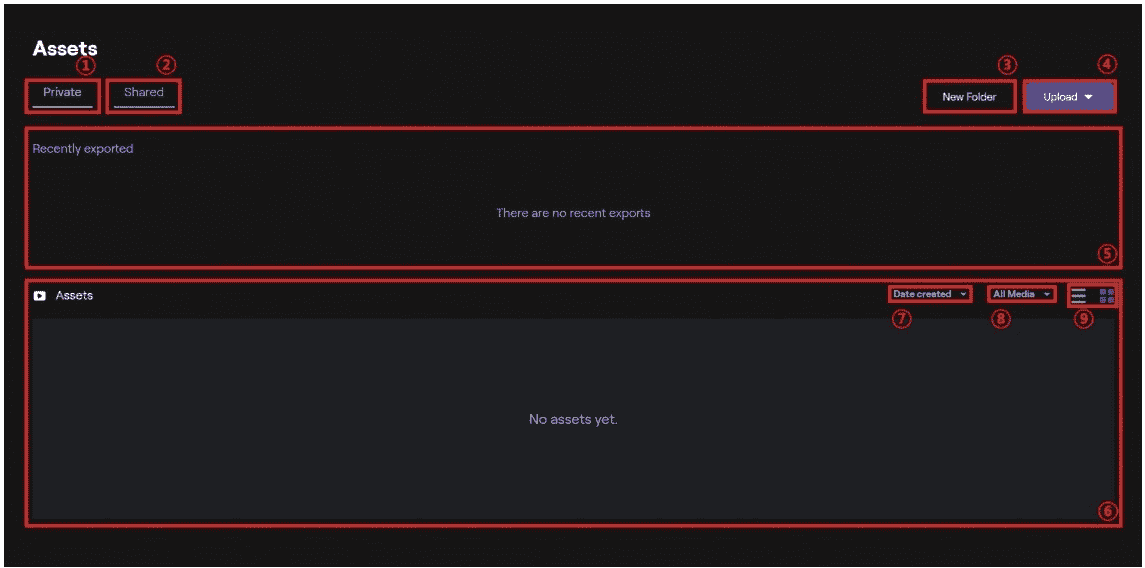 Assets
① ②
Private Shared
③ ④
New Folder Upload
Recently exported
There are no recent exports
⑤
Assets Date created All Media
⑦ ⑧ ⑨
No assets yet.
⑥